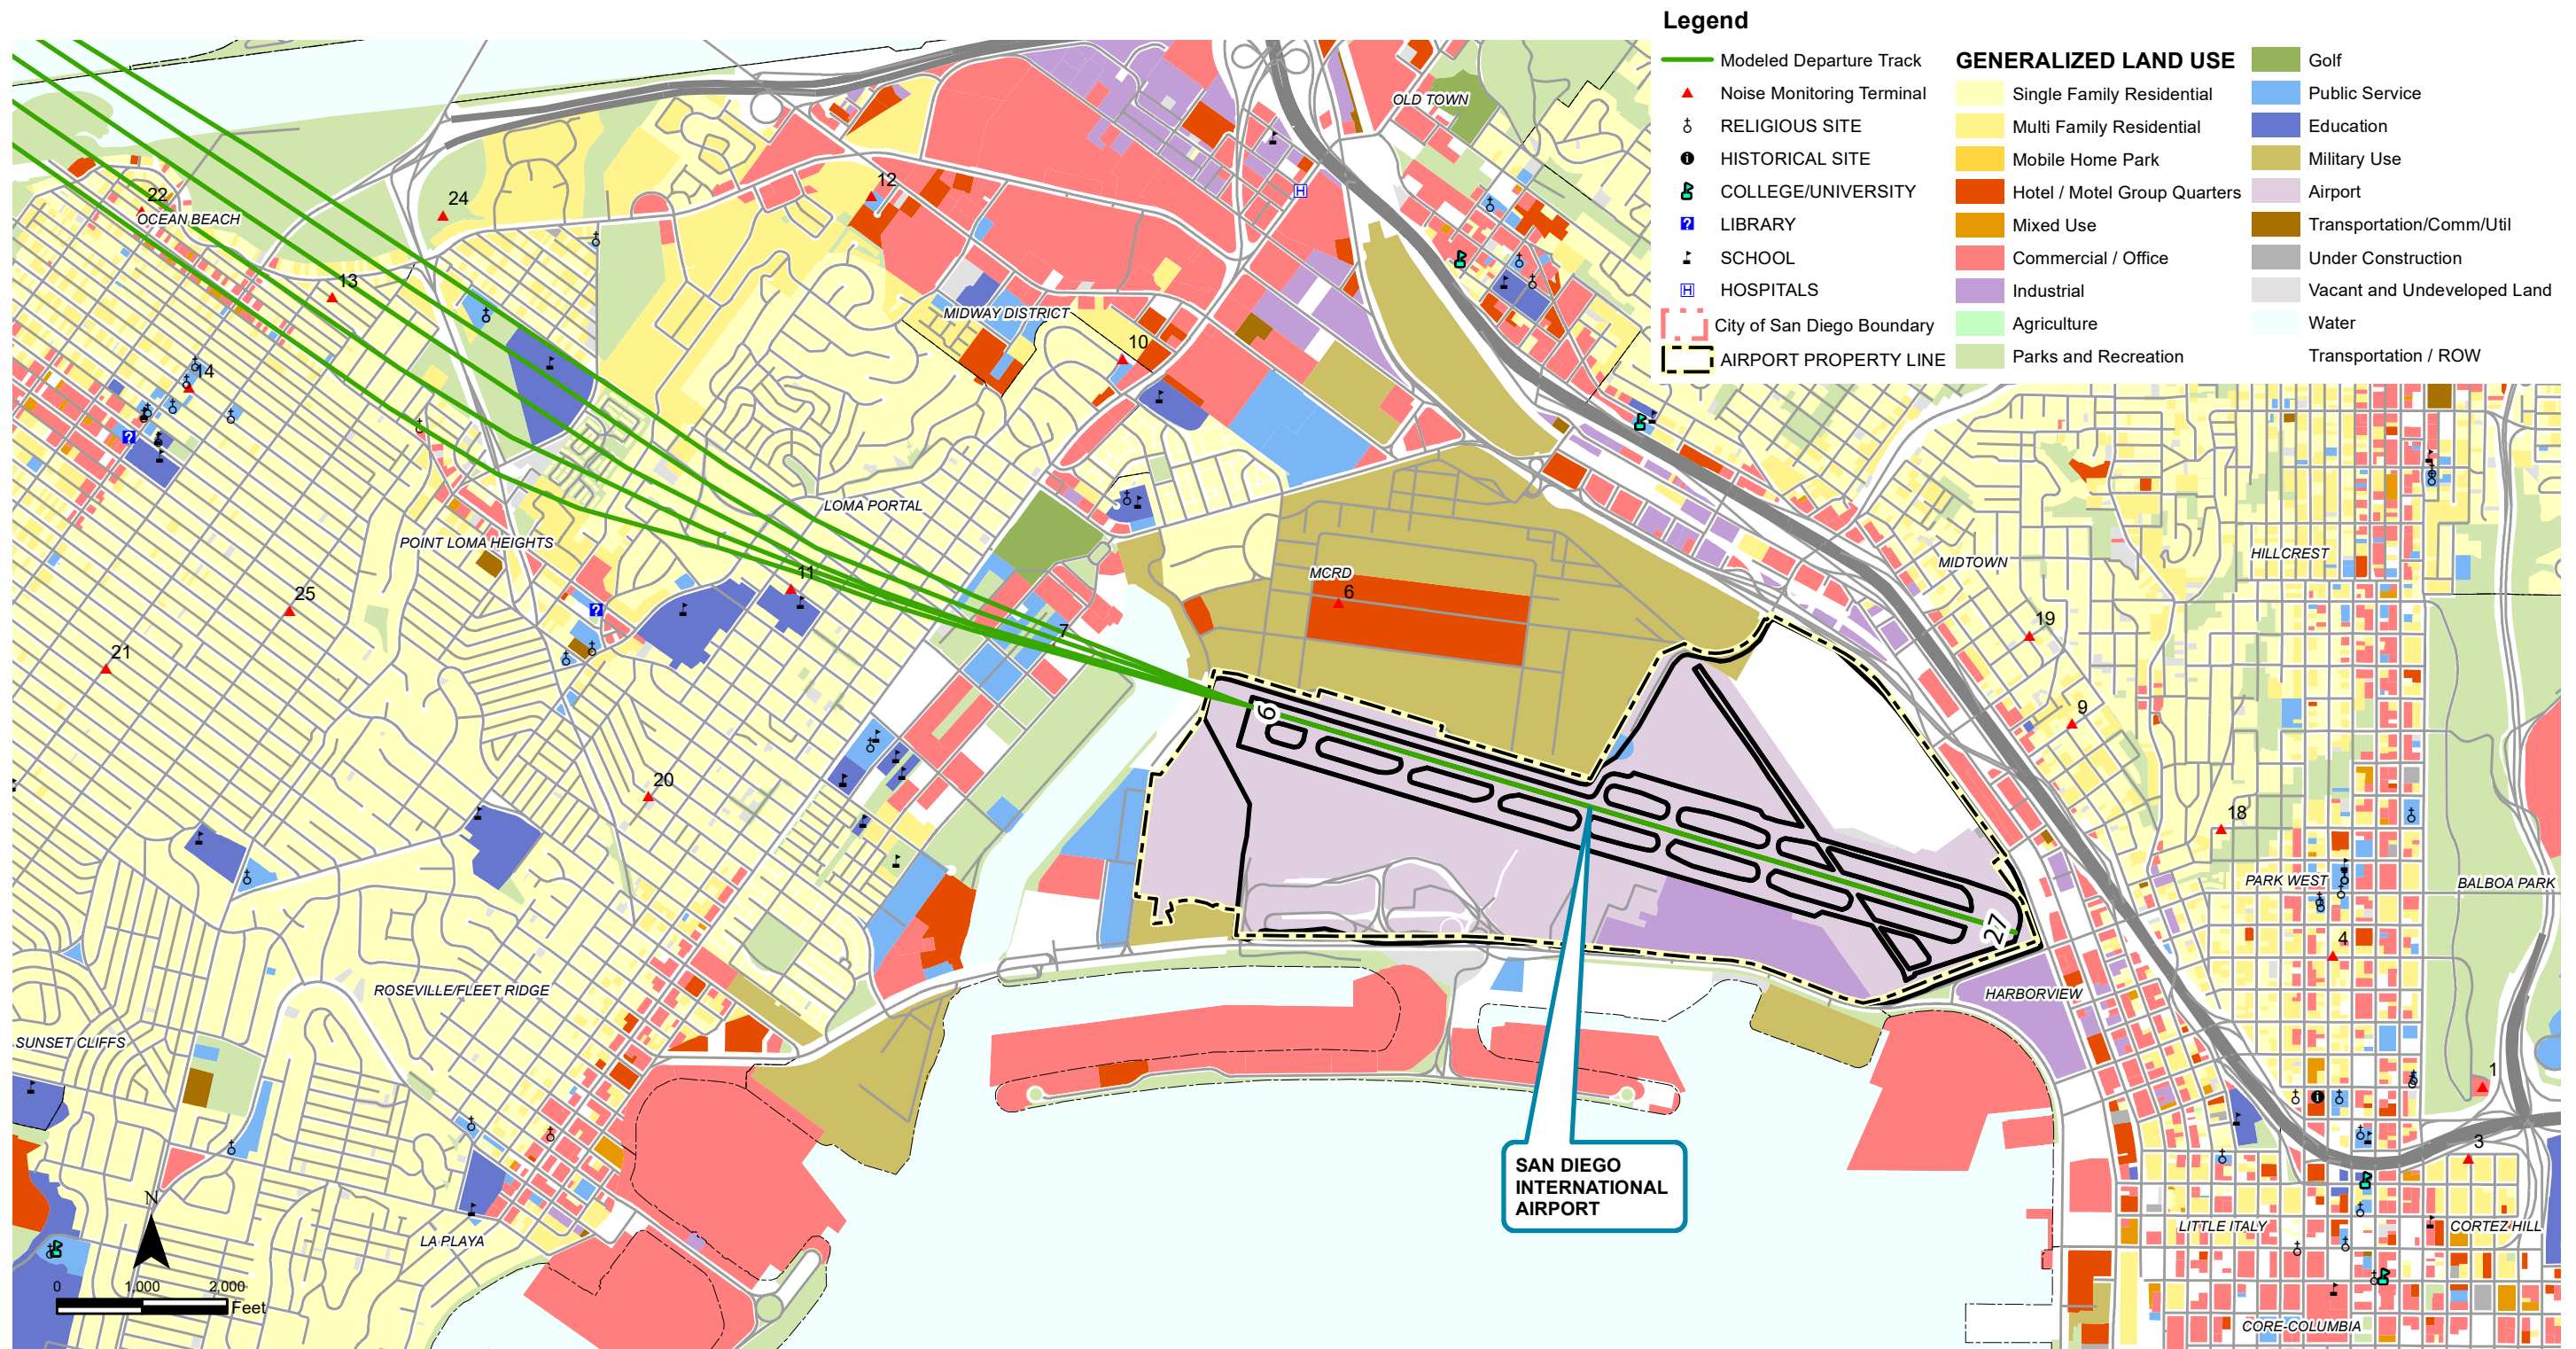 Legend
Modeled Departure Track
Noise Monitoring Terminal
RELIGIOUS SITE
HISTORICAL SITE
COLLEGE/UNIVERSITY
LIBRARY
SCHOOL
HOSPITALS
City of San Diego Boundary
AIRPORT PROPERTY LINE
GENERALIZED LAND USE
Single Family Residential
Multi Family Residential
Mobile Home Park
Hotel / Motel Group Quarters
Mixed Use
Commercial / Office
Industrial
Agriculture
Parks and Recreation
Golf
Public Service
Education
Military Use
Airport
Transportation/Comm/Util
Under Construction
Vacant and Undeveloped Land
Water
Transportation / ROW
OLD TOWN
12
22
24
OCEAN BEACH
13
MIDWAY DISTRICT
10
14
LOMA PORTAL
POINT LOMA HEIGHTS
HILLCREST
MIDTOWN
MCRD
6
11
25
7
19
21
9
9
20
18
PARK WEST
BALBOA PARK
27
4
ROSEVILLE/FLEET RIDGE
HARBORVIEW
SUNSET CLIFFS
1
3
SAN DIEGO
INTERNATIONAL
AIRPORT
N
LA PLAYA
LITTLE ITALY
CORTEZ HILL
0 1,000 2,000
Feet
CORE-COLUMBIA